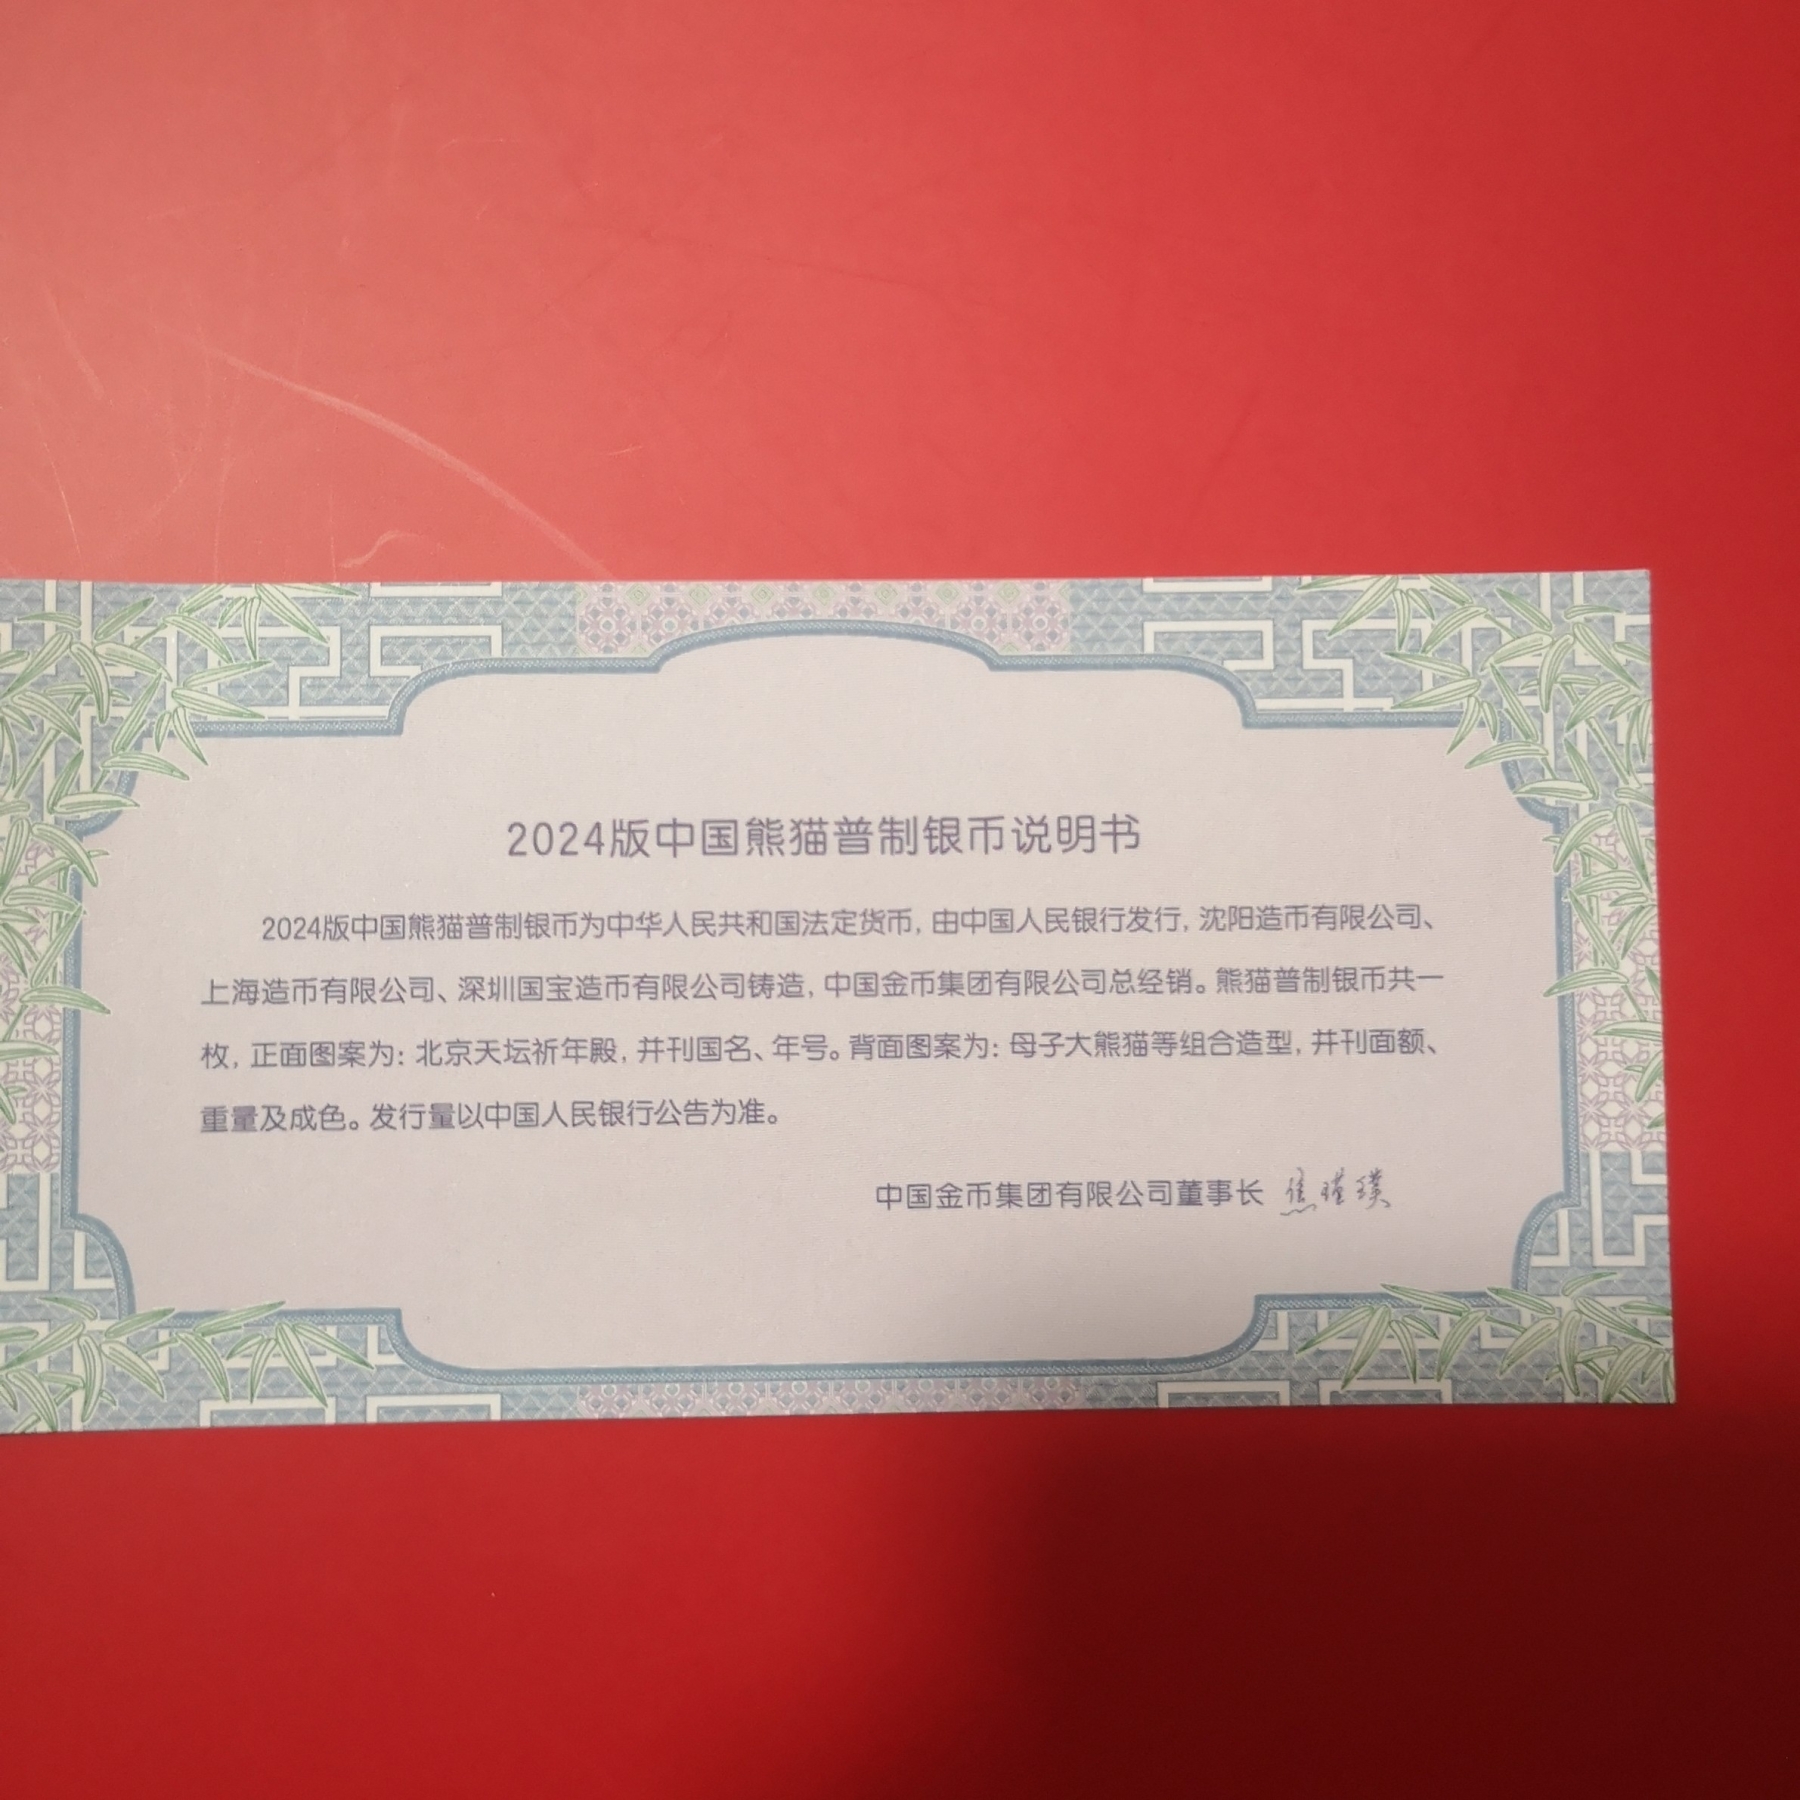 2024版中国熊猫普制银币说明书
2024版中国熊猫普制银币为中华人民共和国法定货币，由中国人民银行发行，沈阳造币有限公司、
上海造币有限公司、深圳国宝造币有限公司铸造，中国金币集团有限公司总经销。熊猫普制银币共一
枚，正面图案为：北京天坛祈年殿，并刊国名、年号。背面图案为：母子大熊猫等组合造型，并刊面额、
重量及成色。发行量以中国人民银行公告为准。
中国金币集团有限公司董事长 焦瑾璞